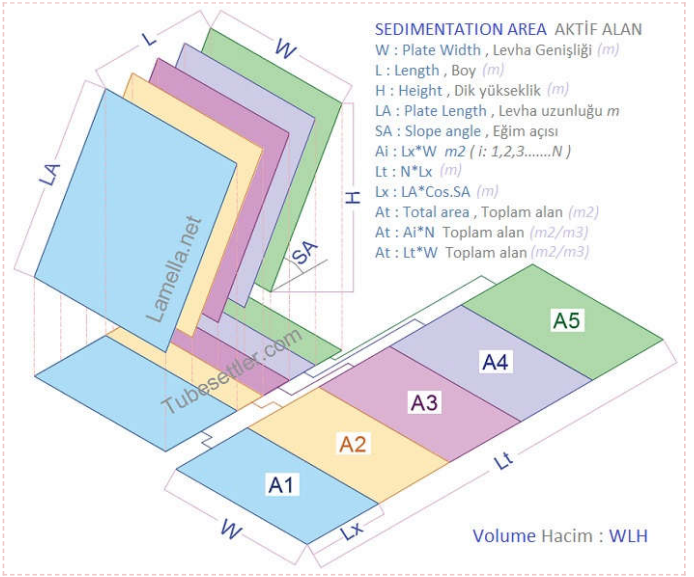 SEDIMENTATION AREA AKTİF ALAN
W : Plate Width , Levha Genişliği (m)
L : Length , Boy (m)
H : Height , Dik yükseklik (m)
LA : Plate Length , Levha uzunluğu m
SA : Slope angle , Eğim açısı
Ai : Lx*W m2 ( i: 1,2,3.......N )
Lt : N*Lx (m)
Lx : LA*Cos.SA (m)
At : Total area , Toplam alan (m2)
At : Ai*N Toplam alan (m2/m3)
At : Lt*W Toplam alan (m2/m3)
L
W
LA
H
SA
Lamella.net
Tubesettler.com
A5
A4
A3
A2
A1
Lt
Lx
W
Volume Hacim : WLH